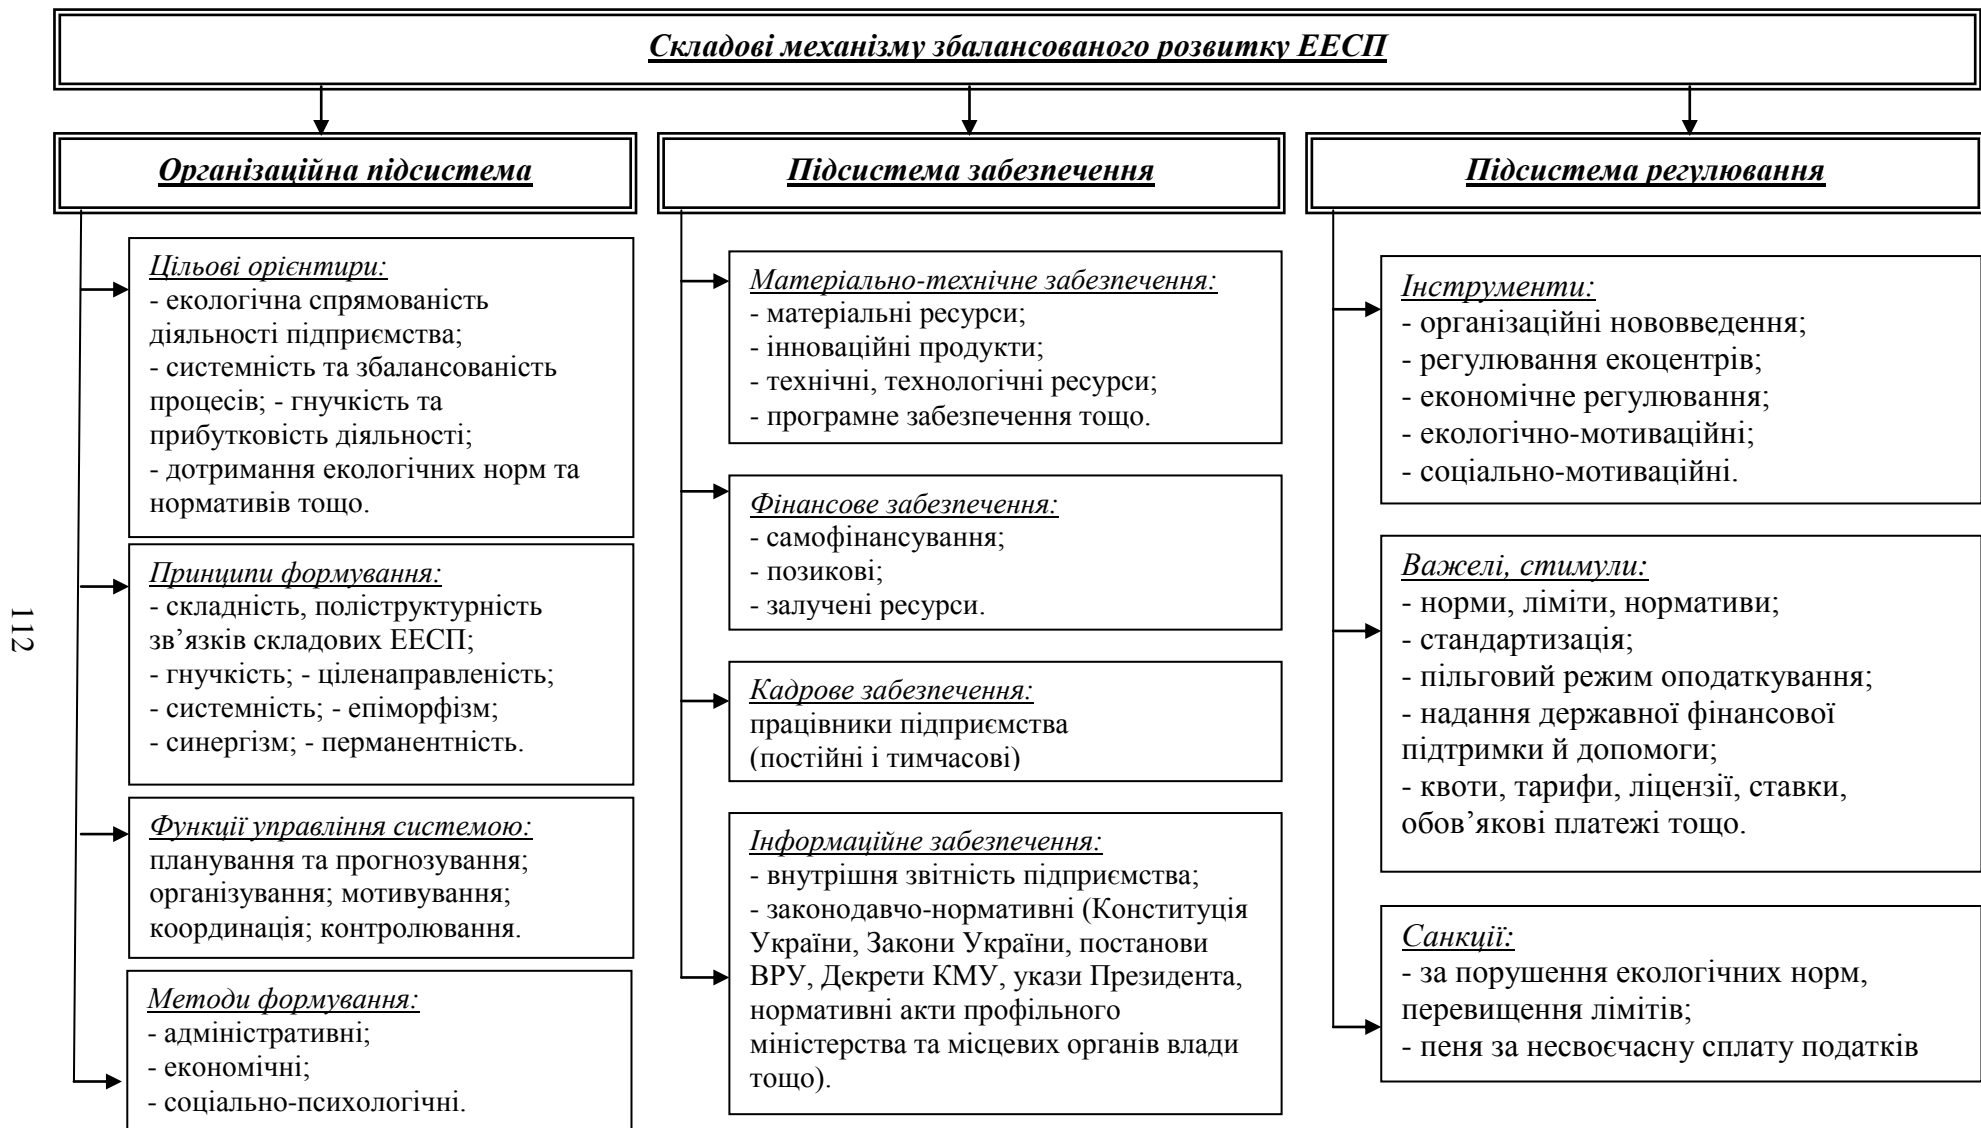 Складові механізму збалансованого розвитку ЕЕСП
Організаційна підсистема
Цільові орієнтири:
- екологічна спрямованість
діяльності підприємства;
- системність та збалансованість
процесів; - гнучкість та
прибутковість діяльності;
- дотримання екологічних норм та
нормативів тощо.
Принципи формування:
- складність, поліструктурність
зв’язків складових ЕЕСП;
- гнучкість; - ціленаправленість;
- системність; - епіморфізм;
- синергізм; - перманентність.
Функції управління системою:
планування та прогнозування;
організування; мотивування;
координація; контролювання.
Методи формування:
- адміністративні;
- економічні;
- соціально-психологічні.
Підсистема забезпечення
Матеріально-технічне забезпечення:
- матеріальні ресурси;
- інноваційні продукти;
- технічні, технологічні ресурси;
- програмне забезпечення тощо.
Фінансове забезпечення:
- самофінансування;
- позикові;
- залучені ресурси.
Кадрове забезпечення:
працівники підприємства
(постійні і тимчасові)
Інформаційне забезпечення:
- внутрішня звітність підприємства;
- законодавчо-нормативні (Конституція
України, Закони України, постанови
ВРУ, Декрети КМУ, укази Президента,
нормативні акти профільного
міністерства та місцевих органів влади
тощо).
Підсистема регулювання
Інструменти:
- організаційні нововведення;
- регулювання екоцентрів;
- економічне регулювання;
- екологічно-мотиваційні;
- соціально-мотиваційні.
Важелі, стимули:
- норми, ліміти, нормативи;
- стандартизація;
- пільговий режим оподаткування;
- надання державної фінансової
підтримки й допомоги;
- квоти, тарифи, ліцензії, ставки,
обов’якові платежі тощо.
Санкції:
- за порушення екологічних норм,
перевищення лімітів;
- пеня за несвоєчасну сплату податків
112